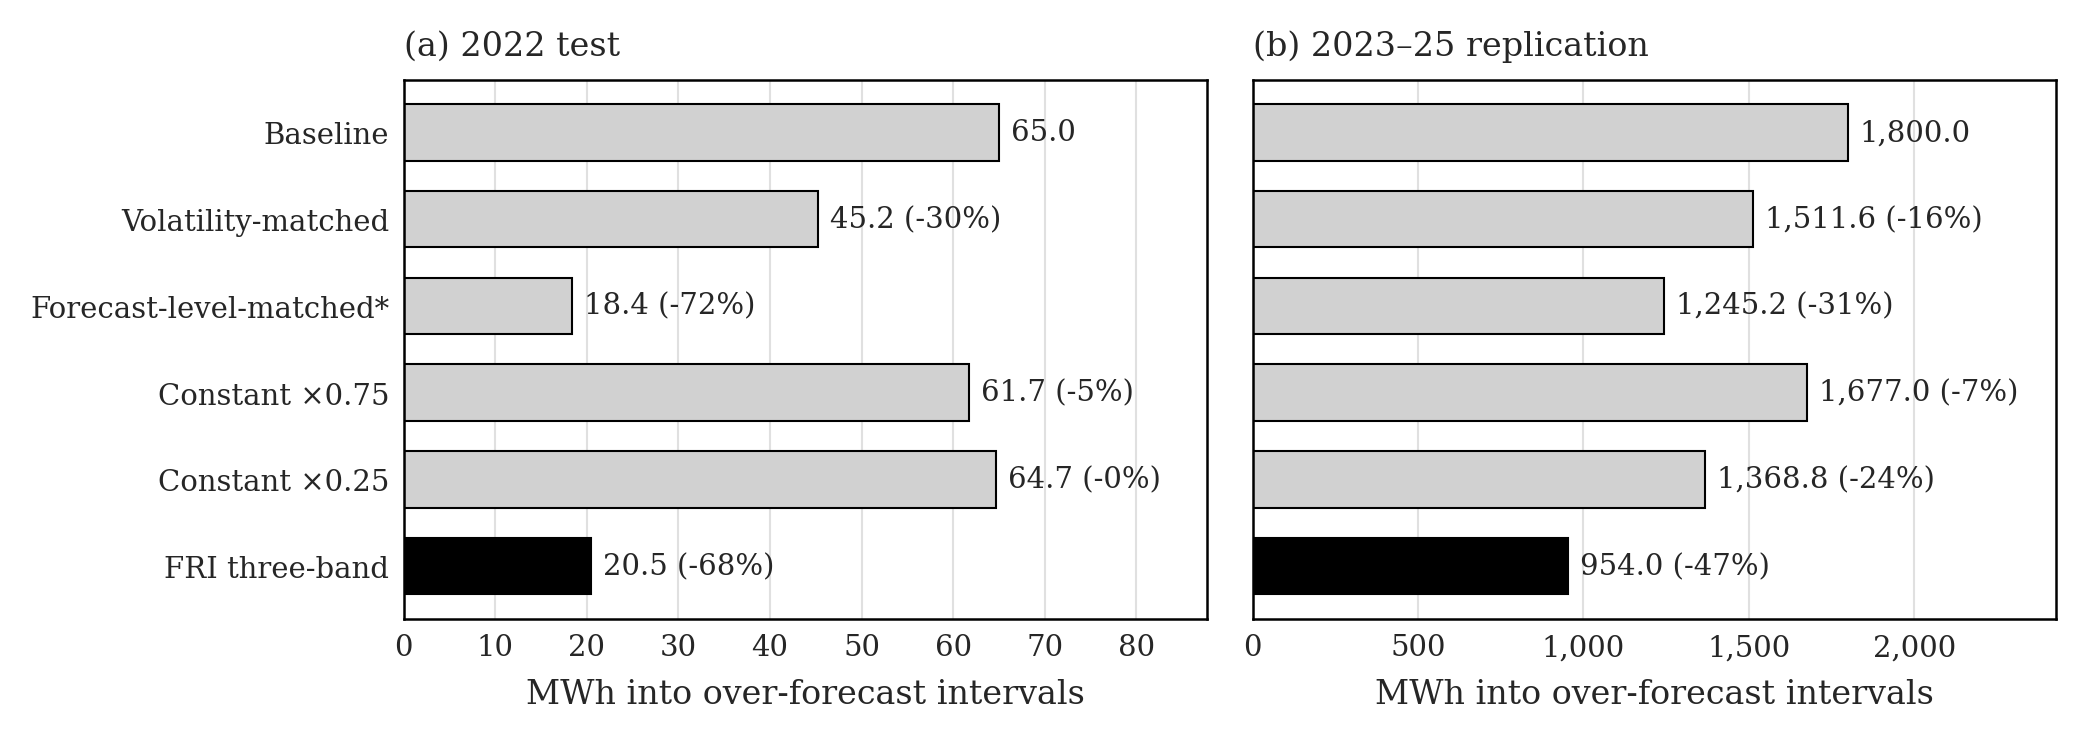 (a) 2022 test
(b) 2023–25 replication
Baseline
65.0
1,800.0
Volatility-matched
45.2 (-30%)
1,511.6 (-16%)
Forecast-level-matched*
18.4 (-72%)
1,245.2 (-31%)
Constant ×0.75
61.7 (-5%)
1,677.0 (-7%)
Constant ×0.25
64.7 (-0%)
1,368.8 (-24%)
FRI three-band
20.5 (-68%)
954.0 (-47%)
0 10 20 30 40 50 60 70 80
0 500 1,000 1,500 2,000
MWh into over-forecast intervals
MWh into over-forecast intervals